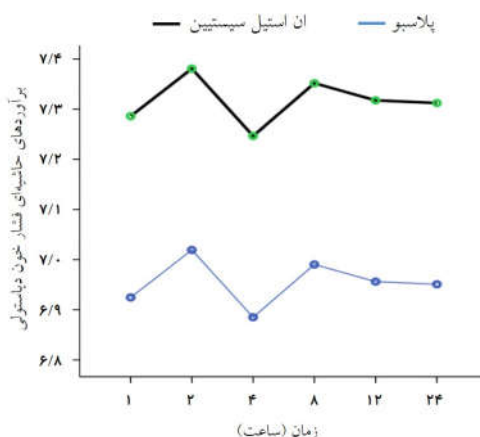 ان استیل سیستیین
پلاسبو
برآوردهای حاشیه‌ای فشار خون دیاستولی
۷/۴
۷/۳
۷/۲
۷/۱
۷/۰
۶/۹
۶/۸
۱ ۲ ۴ ۸ ۱۲ ۲۴
زمان (ساعت)